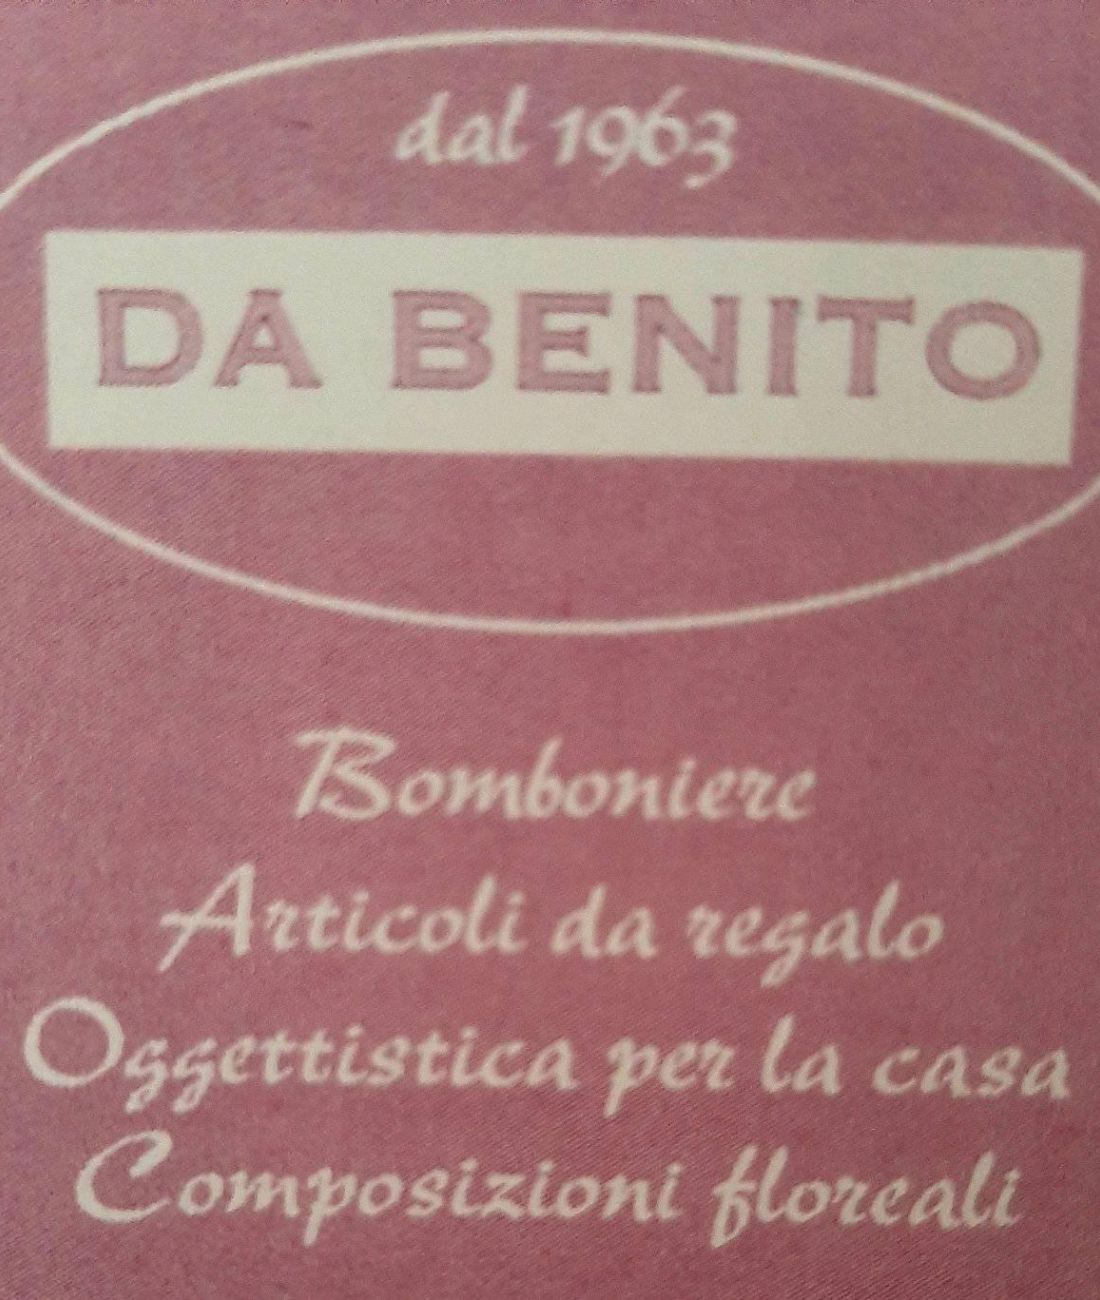 dal 1963
DA BENITO
Bomboniere
Articoli da regalo
Oggettistica per la casa
Composizioni floreali